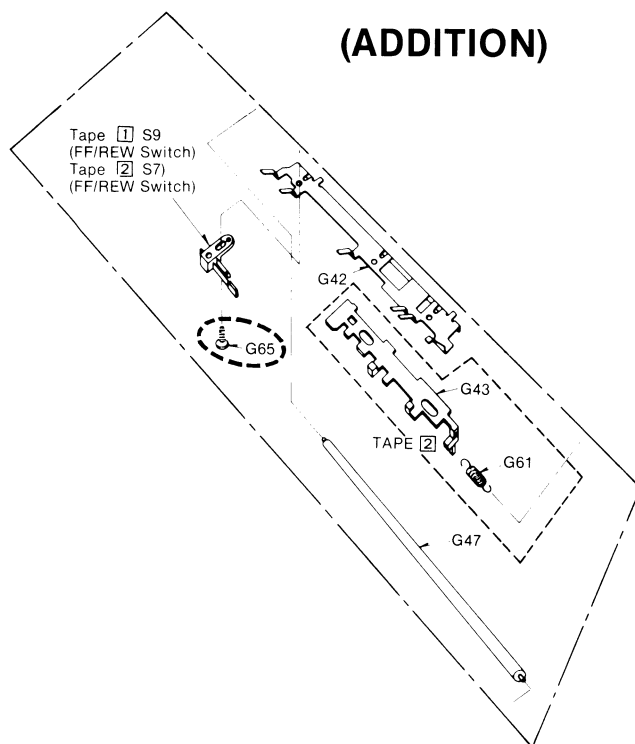 (ADDITION)
Tape 1 S9
(FF/REW Switch)
Tape 2 S7)
(FF/REW Switch)
G42
G65
G43
TAPE 2
G61
G47